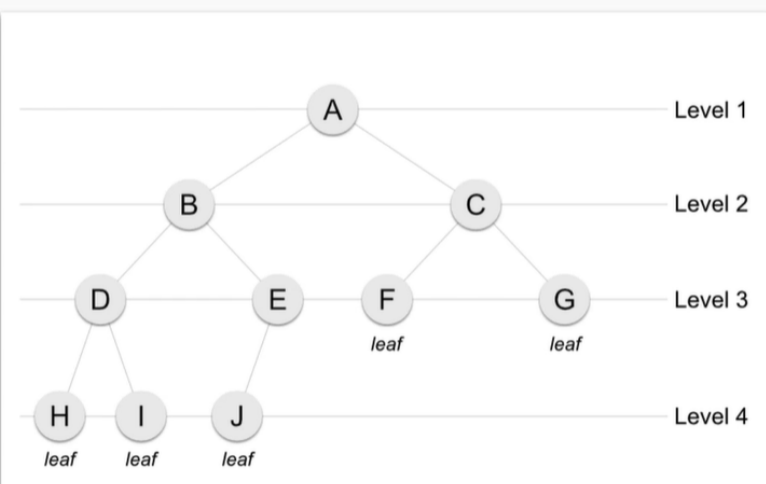 A Level 1
B C Level 2
D E F G Level 3
leaf leaf
H I J Level 4
leaf leaf leaf